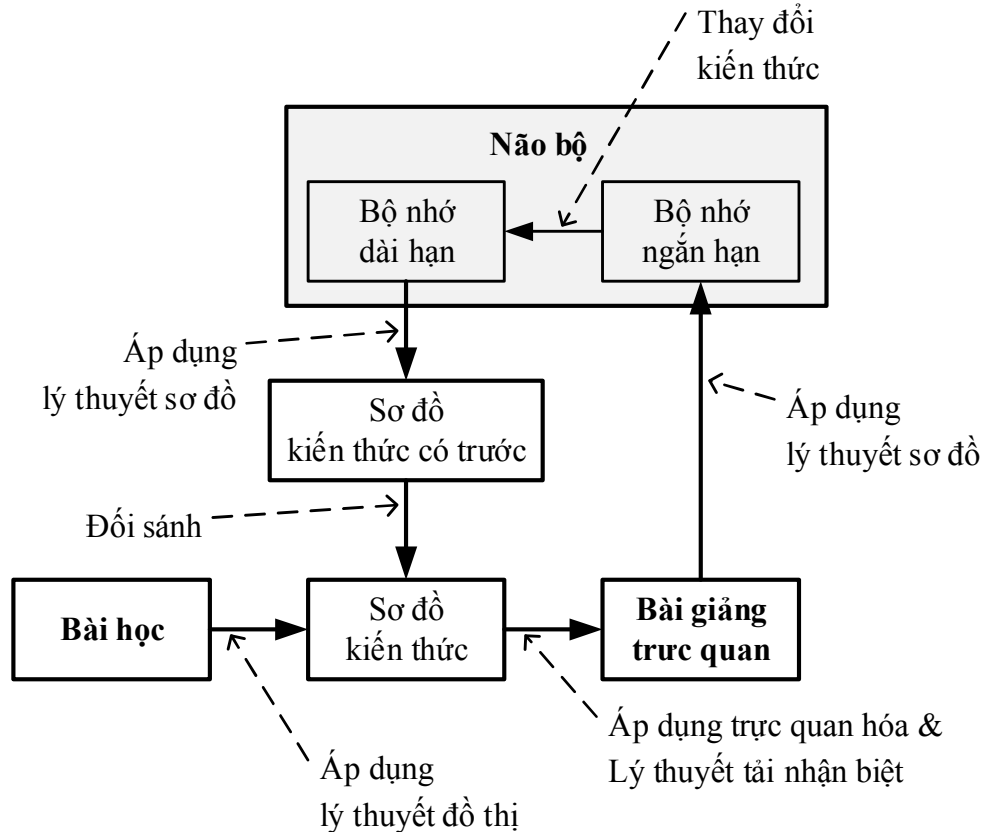 Thay đổi
kiến thức
Não bộ
Bộ nhớ
dài hạn
Bộ nhớ
ngắn hạn
Áp dụng
lý thuyết sơ đồ
Sơ đồ
kiến thức có trước
Áp dụng
lý thuyết sơ đồ
Đối sánh
Bài học
Sơ đồ
kiến thức
Bài giảng
trưc quan
Áp dụng trực quan hóa &
Lý thuyết tải nhận biệt
Áp dụng
lý thuyết đồ thị